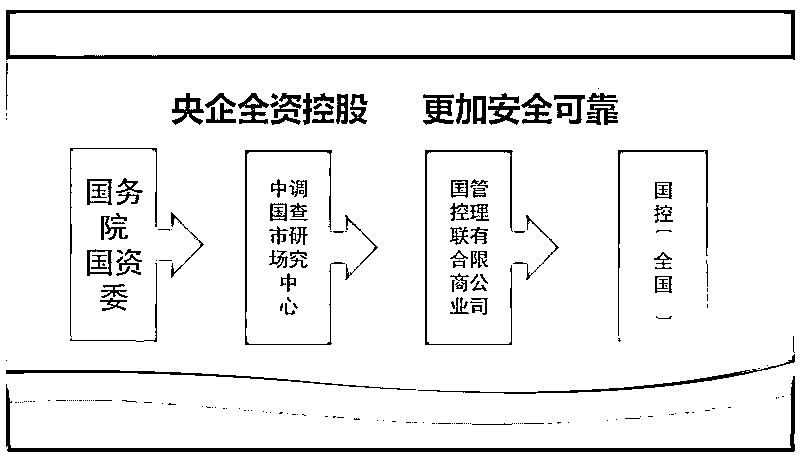 央企全资控股 更加安全可靠
国务
院
国资
委
中调
国查
市研
场究
中
心
国管
控理
联有
合限
商公
业司
国
控
︵
全
国
︶